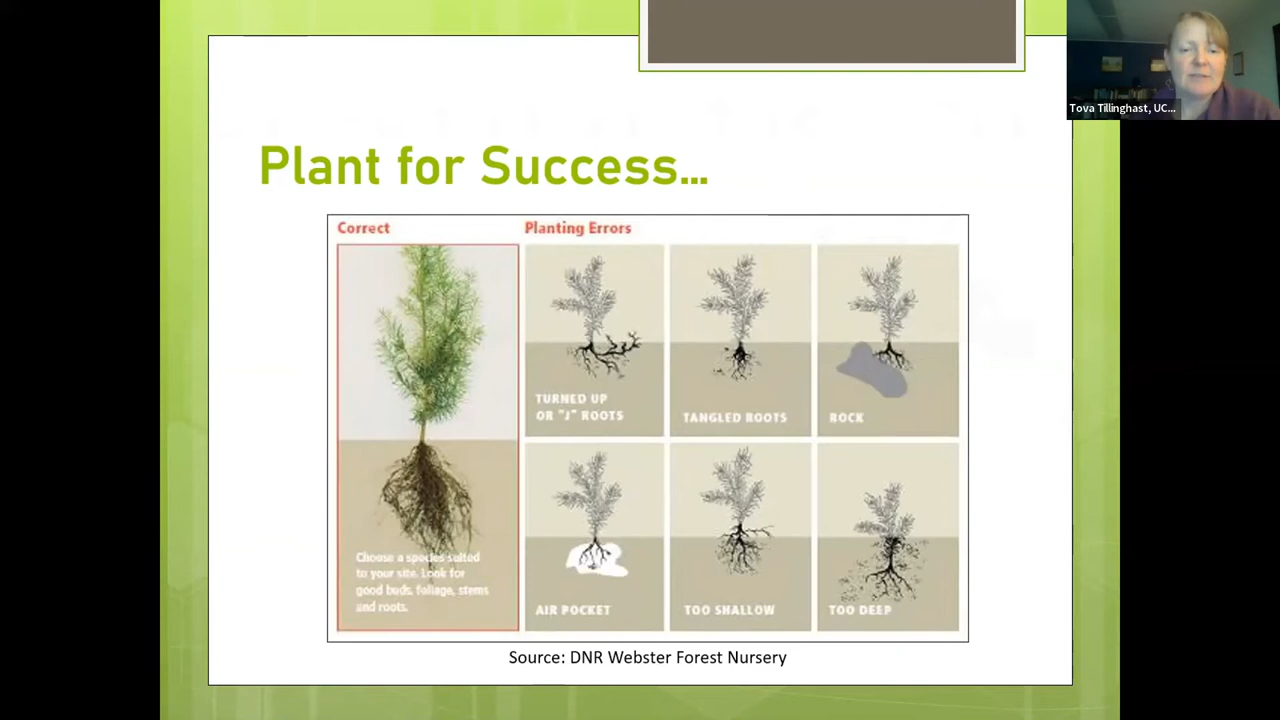 Tova Tillinghast, UC...
Plant for Success...
Correct
Planting Errors
TURNED UP
OR "J" ROOTS
TANGLED ROOTS
ROCK
Choose a species suited
to your site. Look for
good buds, foliage, stems
and roots.
AIR POCKET
TOO SHALLOW
TOO DEEP
Source: DNR Webster Forest Nursery